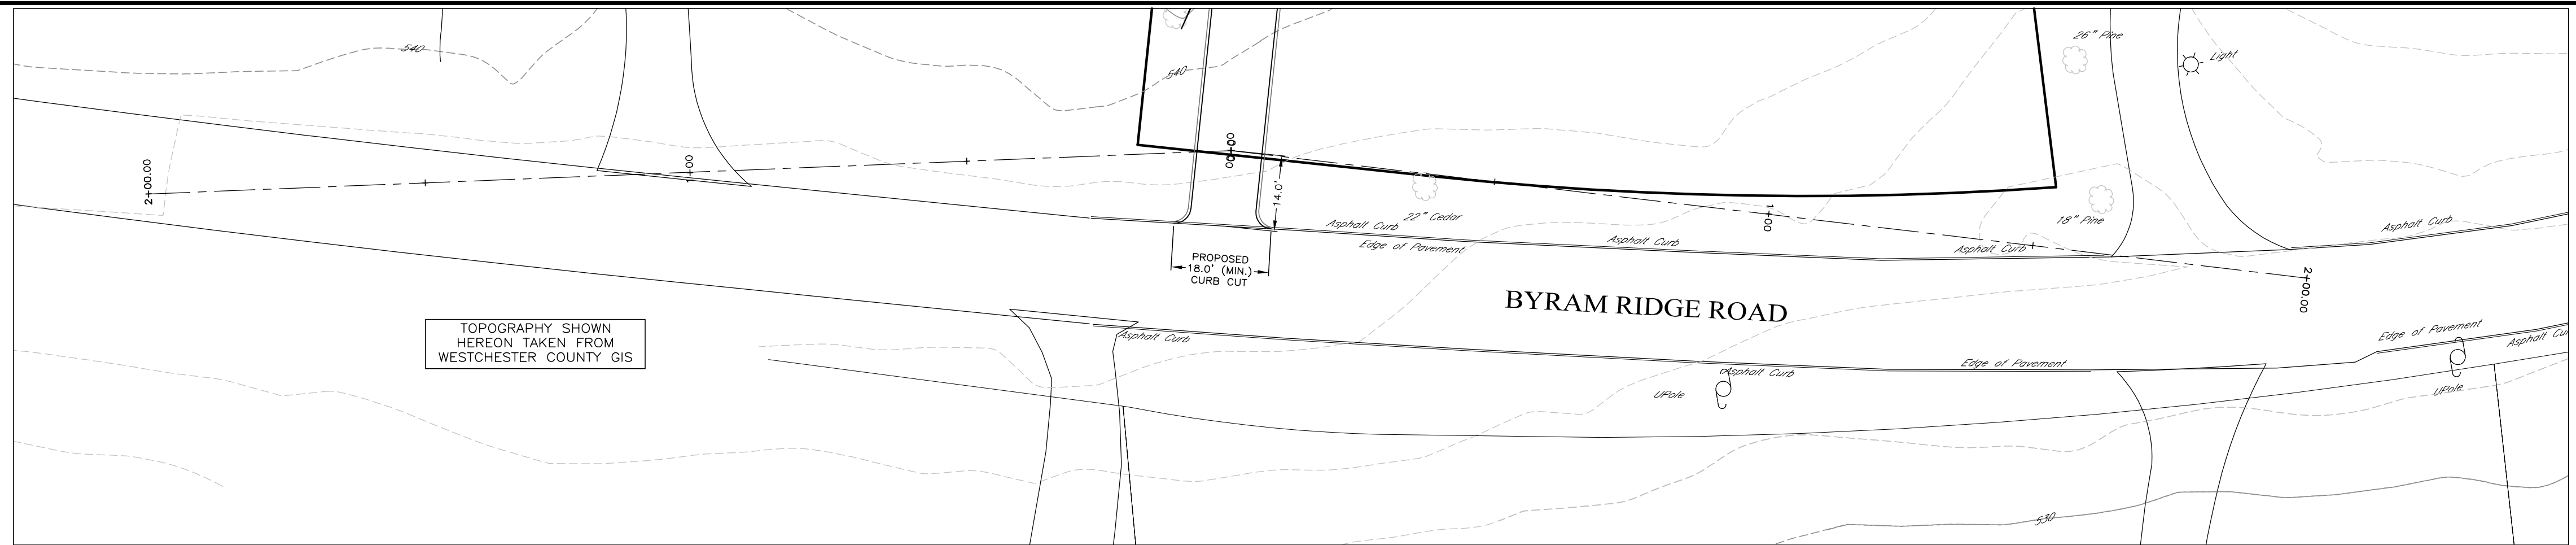 540
540
26" Pine
Light
2+00.00
1+00
0+00
14.0'
22" Cedar
1+00
18" Pine
2+00.00
Asphalt Curb
Edge of Pavement
Asphalt Curb
Asphalt Curb
Asphalt Curb
PROPOSED
18.0' (MIN.)
CURB CUT
BYRAM RIDGE ROAD
TOPOGRAPHY SHOWN
HEREON TAKEN FROM
WESTCHESTER COUNTY GIS
Asphalt Curb
Asphalt Curb
Edge of Pavement
Edge of Pavement
UPole
UPole
530